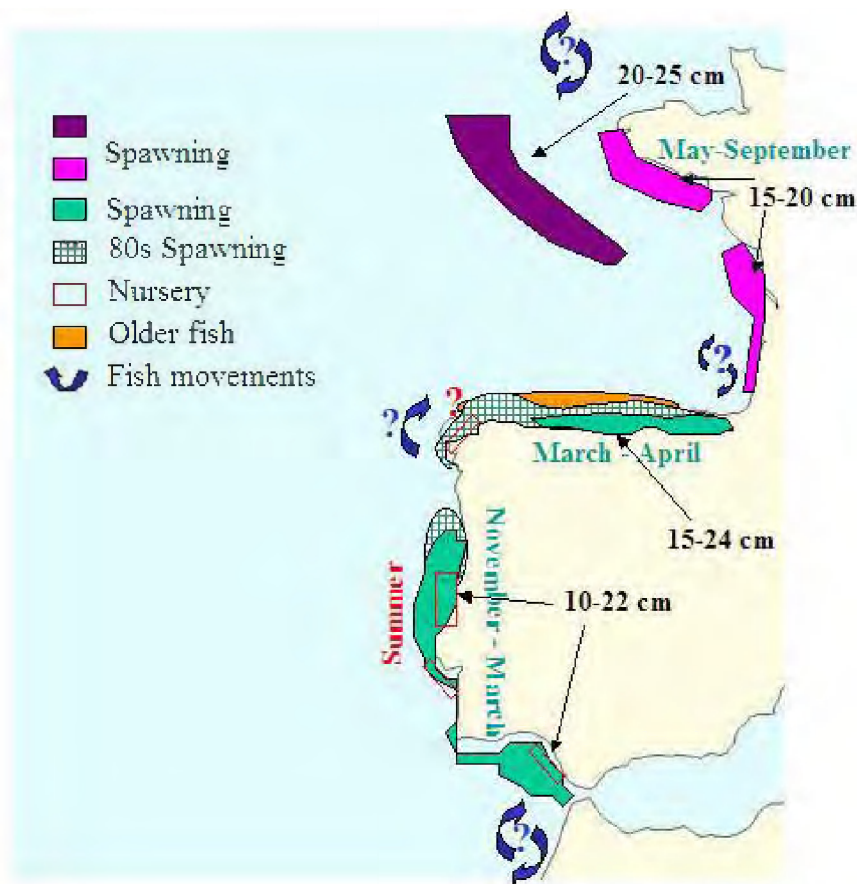 ?
20-25 cm
Spawning
May-September
Spawning
15-20 cm
80s Spawning
Nursery
Older fish
?
Fish movements
?
?
March - April
November - March
15-24 cm
Summer
10-22 cm
?